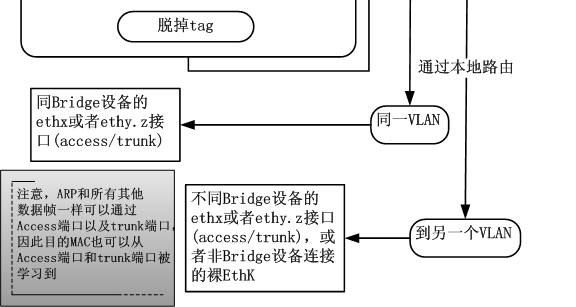 脱掉tag
通过本地路由
同Bridge设备的
ethx或者ethy.z接
口(access/trunk)
同一VLAN
注意，ARP和所有其他
数据帧一样可以通过
Access端口以及trunk端口，
因此目的MAC也可以从
Access端口和trunk端口被
学习到
不同Bridge设备的
ethx或者ethy.z接口
(access/trunk)，或
者非Bridge设备连接
的裸EthK
到另一个VLAN